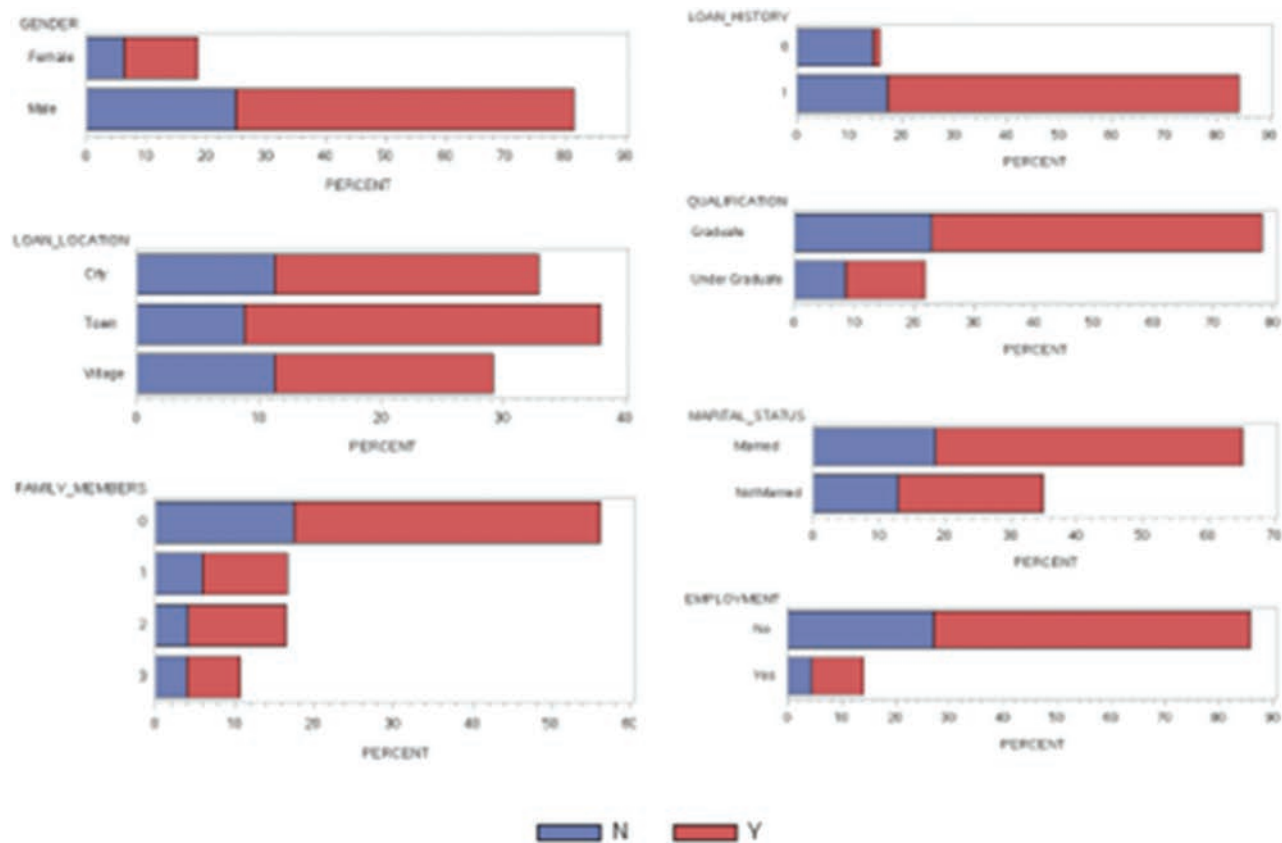 GENDER
Female
Male
0 10 20 30 40 50 60 70 80 90
PERCENT
LOAN_LOCATION
City
Town
Village
0 10 20 30 40
PERCENT
FAMILY_MEMBERS
0
1
2
3
0 10 20 30 40 50 60
PERCENT
LOAN_HISTORY
0
1
0 10 20 30 40 50 60 70 80 90
PERCENT
QUALIFICATION
Graduate
Under Graduate
0 10 20 30 40 50 60 70 80
PERCENT
MARITAL_STATUS
Married
NotMarried
0 10 20 30 40 50 60 70
PERCENT
EMPLOYMENT
No
Yes
0 10 20 30 40 50 60 70 80 90
PERCENT
N Y